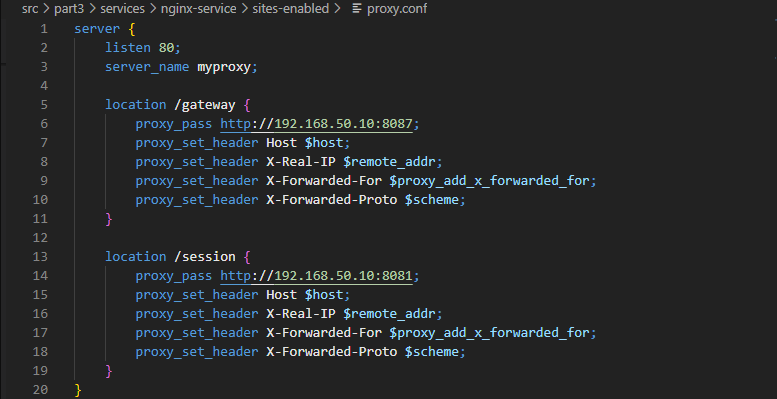 src > part3 > services > nginx-service > sites-enabled > proxy.conf
1 server {
2 listen 80;
3 server_name myproxy;
4
5 location /gateway {
6 proxy_pass http://192.168.50.10:8087;
7 proxy_set_header Host $host;
8 proxy_set_header X-Real-IP $remote_addr;
9 proxy_set_header X-Forwarded-For $proxy_add_x_forwarded_for;
10 proxy_set_header X-Forwarded-Proto $scheme;
11 }
12
13 location /session {
14 proxy_pass http://192.168.50.10:8081;
15 proxy_set_header Host $host;
16 proxy_set_header X-Real-IP $remote_addr;
17 proxy_set_header X-Forwarded-For $proxy_add_x_forwarded_for;
18 proxy_set_header X-Forwarded-Proto $scheme;
19 }
20 }